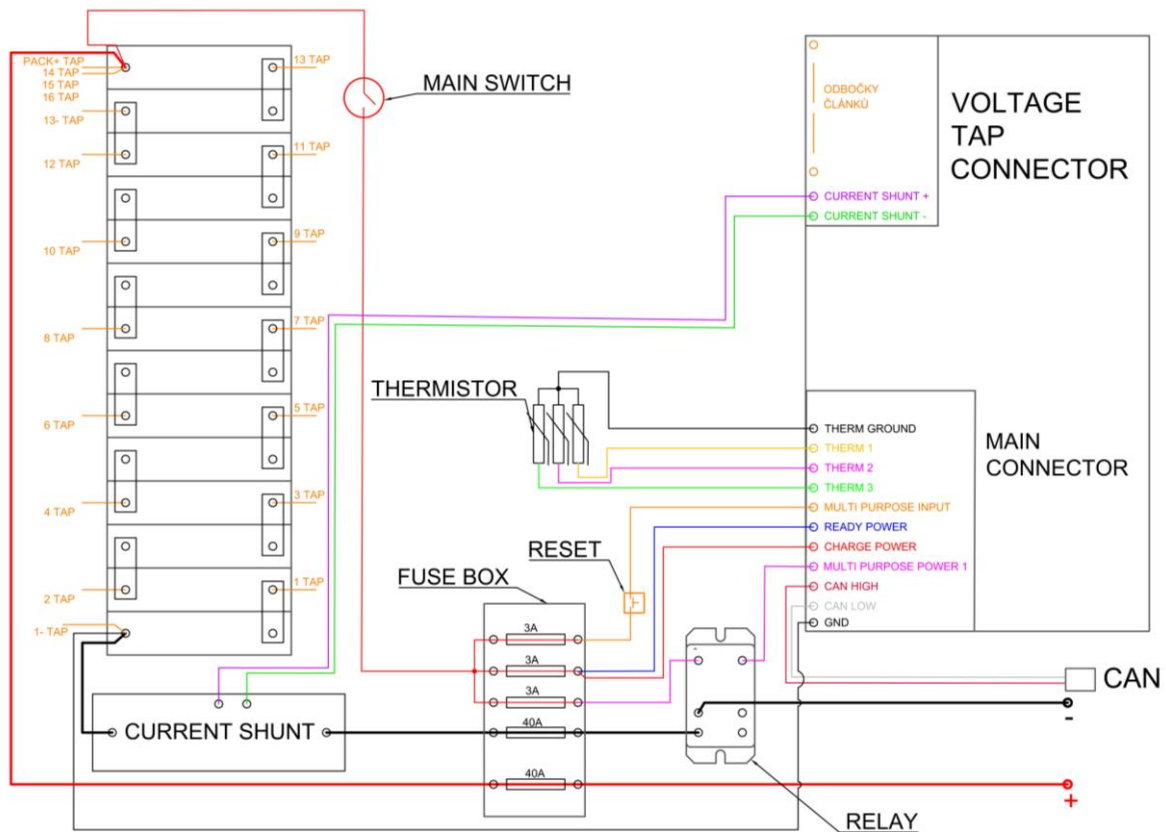 PACK+ TAP
14 TAP
15 TAP
16 TAP
13- TAP
12 TAP
10 TAP
8 TAP
6 TAP
4 TAP
2 TAP
1- TAP
13 TAP
11 TAP
9 TAP
7 TAP
5 TAP
3 TAP
1 TAP
MAIN SWITCH
ODBOČKY
ČLÁNKŮ
VOLTAGE
TAP
CONNECTOR
CURRENT SHUNT +
CURRENT SHUNT -
THERMISTOR
THERM GROUND
THERM 1
THERM 2
THERM 3
MULTI PURPOSE INPUT
READY POWER
CHARGE POWER
MULTI PURPOSE POWER 1
CAN HIGH
CAN LOW
GND
MAIN
CONNECTOR
RESET
FUSE BOX
3A
3A
3A
40A
40A
CURRENT SHUNT
CAN
-
+
RELAY